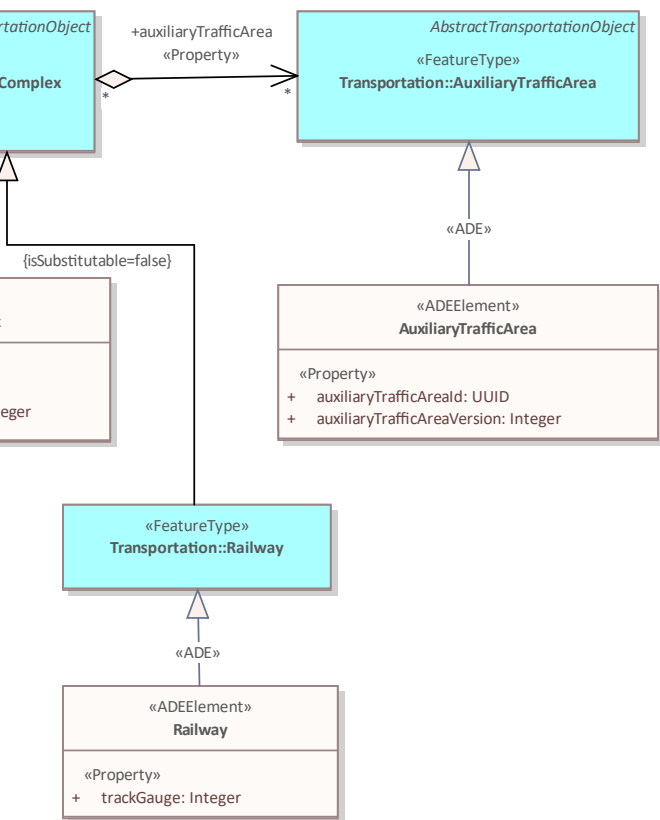 rtationObject
Complex
*
+auxiliaryTrafficArea
«Property»
*
AbstractTransportationObject
«FeatureType»
Transportation::AuxiliaryTrafficArea
«ADE»
{isSubstitutable=false}
eger
«ADEElement»
AuxiliaryTrafficArea
«Property»
+ auxiliaryTrafficAreaId: UUID
+ auxiliaryTrafficAreaVersion: Integer
«FeatureType»
Transportation::Railway
«ADE»
«ADEElement»
Railway
«Property»
+ trackGauge: Integer